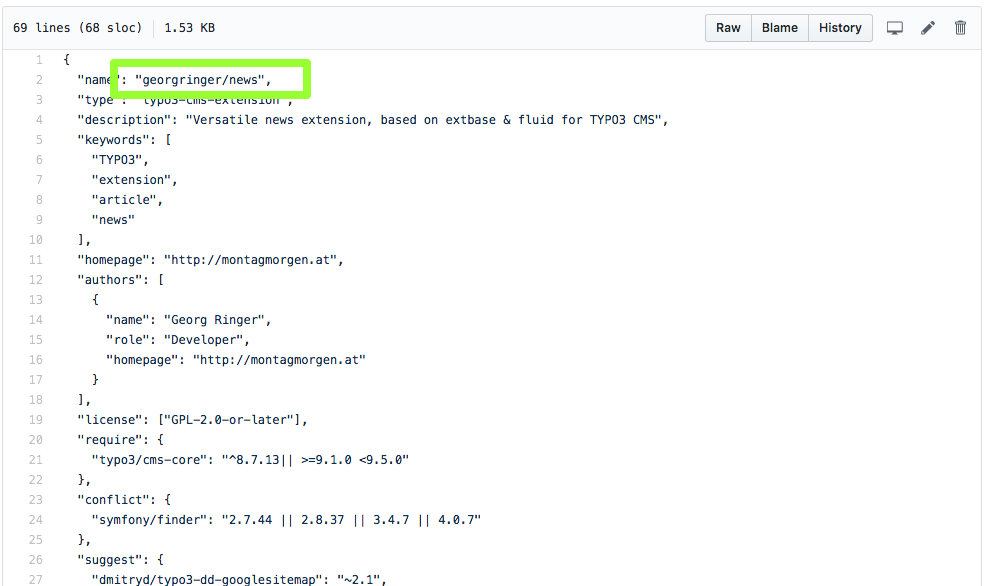 69 lines (68 sloc) 1.53 KB Raw Blame History
1 {
2 "name": "georgringer/news",
3 "type": "typo3-cms-extension",
4 "description": "Versatile news extension, based on extbase & fluid for TYPO3 CMS",
5 "keywords": [
6 "TYPO3",
7 "extension",
8 "article",
9 "news"
10 ],
11 "homepage": "http://montagmorgen.at",
12 "authors": [
13 {
14 "name": "Georg Ringer",
15 "role": "Developer",
16 "homepage": "http://montagmorgen.at"
17 }
18 ],
19 "license": ["GPL-2.0-or-later"],
20 "require": {
21 "typo3/cms-core": "^8.7.13|| >=9.1.0 <9.5.0"
22 },
23 "conflict": {
24 "symfony/finder": "2.7.44 || 2.8.37 || 3.4.7 || 4.0.7"
25 },
26 "suggest": {
27 "dmitryd/typo3-dd-googlesitemap": "~2.1",